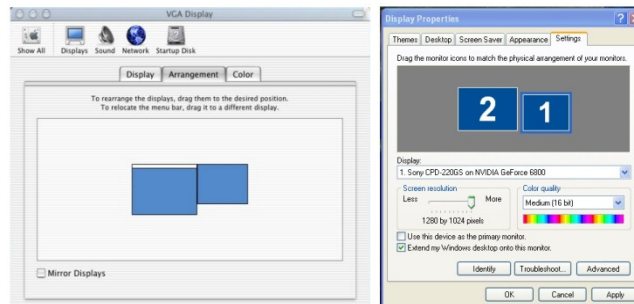 VGA Display
Show All Displays Sound Network Startup Disk
Display Arrangement Color
To rearrange the displays, drag them to the desired position.
To relocate the menu bar, drag it to a different display.
Mirror Displays
Display Properties
Themes Desktop Screen Saver Appearance Settings
Drag the monitor icons to match the physical arrangement of your monitors.
2 1
Display:
1. Sony CPD-220GS on NVIDIA GeForce 6800
Screen resolution Color quality
Less More Medium (16 bit)
1280 by 1024 pixels
Use this device as the primary monitor.
Extend my Windows desktop onto this monitor.
Identify Troubleshoot... Advanced
OK Cancel Apply